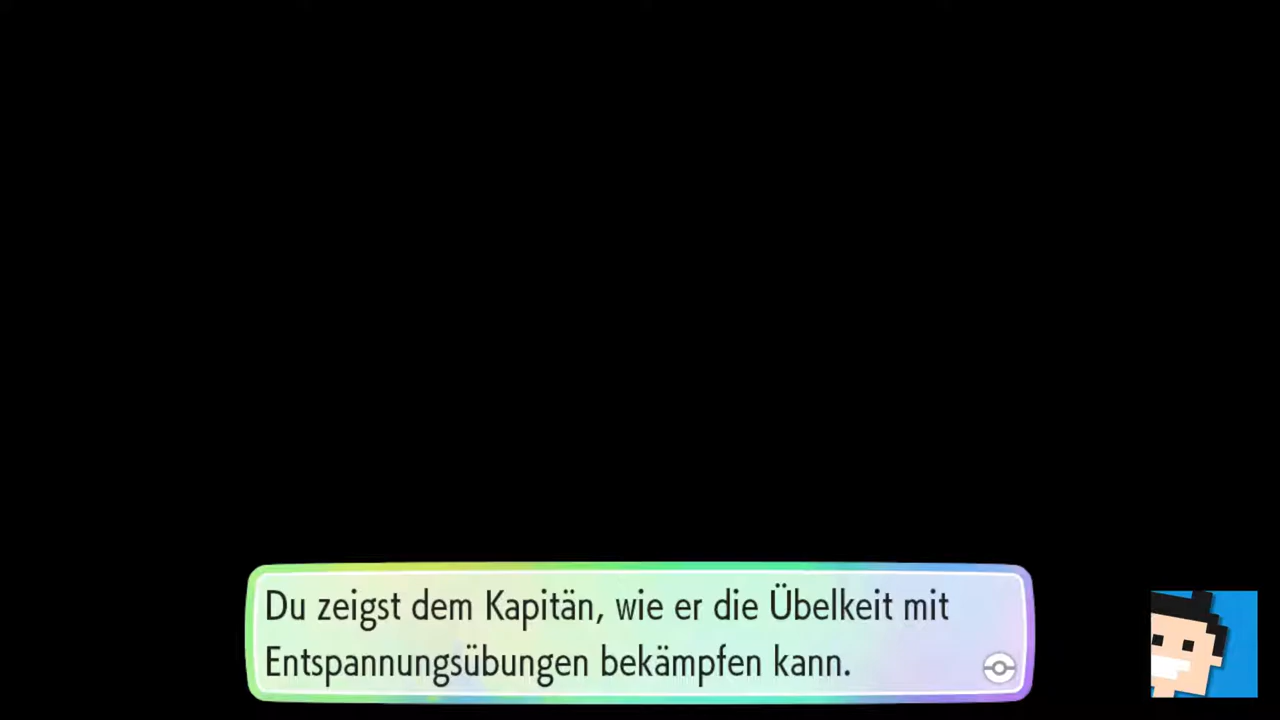 Du zeigst dem Kapitän, wie er die Übelkeit mit
Entspannungsübungen bekämpfen kann.